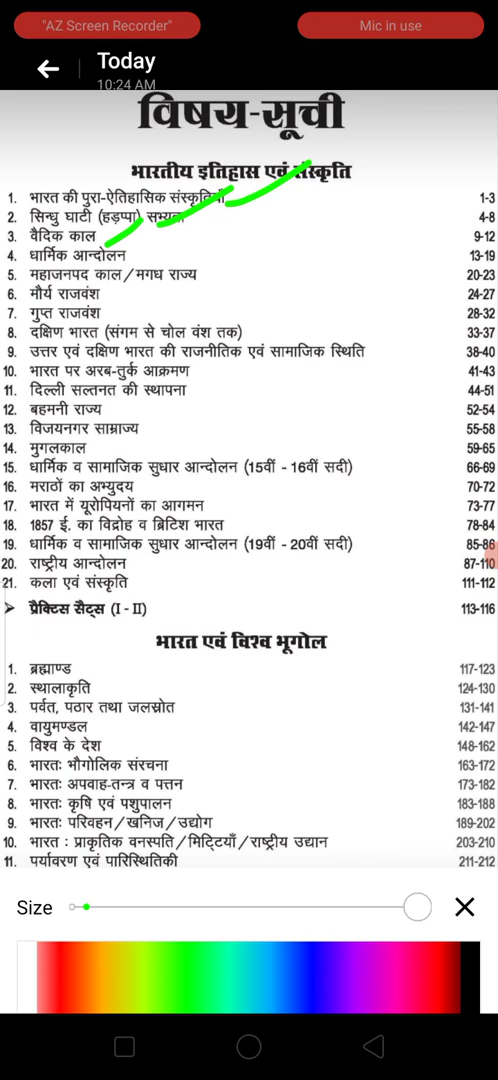 "AZ Screen Recorder"
Mic in use
Today
10:24 AM
विषय-सूची
भारतीय इतिहास एवं संस्कृति
1. भारत की पुरा-ऐतिहासिक संस्कृतियाँ 1-3
2. सिन्धु घाटी (हड़प्पा) सभ्यता 4-8
3. वैदिक काल 9-12
4. धार्मिक आन्दोलन 13-19
5. महाजनपद काल/मगध राज्य 20-23
6. मौर्य राजवंश 24-27
7. गुप्त राजवंश 28-32
8. दक्षिण भारत (संगम से चोल वंश तक) 33-37
9. उत्तर एवं दक्षिण भारत की राजनीतिक एवं सामाजिक स्थिति 38-40
10. भारत पर अरब-तुर्क आक्रमण 41-43
11. दिल्ली सल्तनत की स्थापना 44-51
12. बहमनी राज्य 52-54
13. विजयनगर साम्राज्य 55-58
14. मुगलकाल 59-65
15. धार्मिक व सामाजिक सुधार आन्दोलन (15वीं - 16वीं सदी) 66-69
16. मराठों का अभ्युदय 70-72
17. भारत में यूरोपियनों का आगमन 73-77
18. 1857 ई. का विद्रोह व ब्रिटिश भारत 78-84
19. धार्मिक व सामाजिक सुधार आन्दोलन (19वीं - 20वीं सदी) 85-86
20. राष्ट्रीय आन्दोलन 87-110
21. कला एवं संस्कृति 111-112
➢ प्रैक्टिस सैट्स (I - II) 113-116
भारत एवं विश्व भूगोल
1. ब्रह्माण्ड 117-123
2. स्थालाकृति 124-130
3. पर्वत, पठार तथा जलस्रोत 131-141
4. वायुमण्डल 142-147
5. विश्व के देश 148-162
6. भारतः भौगोलिक संरचना 163-172
7. भारतः अपवाह-तन्त्र व पत्तन 173-182
8. भारतः कृषि एवं पशुपालन 183-188
9. भारतः परिवहन/खनिज/उद्योग 189-202
10. भारत : प्राकृतिक वनस्पति/मिट्टियाँ/राष्ट्रीय उद्यान 203-210
11. पर्यावरण एवं पारिस्थितिकी 211-212
Size